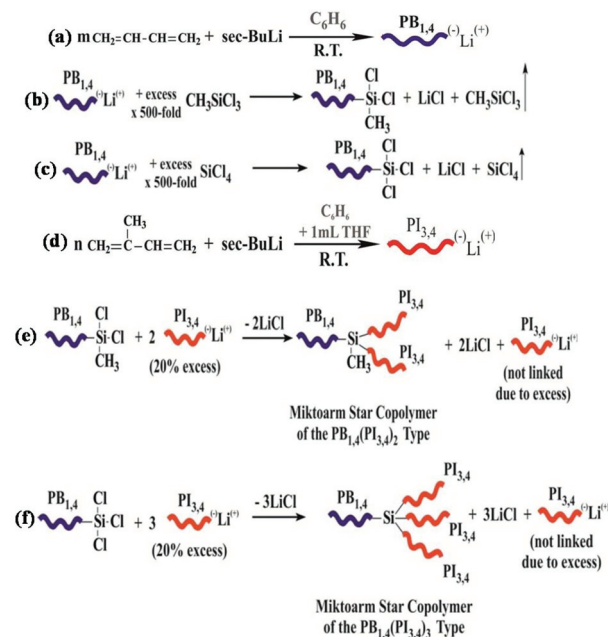 C₆H₆
(a) mCH₂=CH-CH=CH₂ + sec-BuLi PB₁,₄ ⁽⁻⁾Li⁽⁺⁾
R.T.
PB₁,₄ PB₁,₄ Cl
(b) ⁽⁻⁾Li⁽⁺⁾ + excess CH₃SiCl₃ Si-Cl + LiCl + CH₃SiCl₃
x 500-fold CH₃
PB₁,₄ PB₁,₄ Cl
(c) ⁽⁻⁾Li⁽⁺⁾ + excess SiCl₄ Si-Cl + LiCl + SiCl₄
x 500-fold Cl
CH₃ C₆H₆
+ 1mL THF PI₃,₄
(d) n CH₂=C-CH=CH₂ + sec-BuLi ⁽⁻⁾Li⁽⁺⁾
R.T.
PI₃,₄
PB₁,₄ Cl PI₃,₄ - 2LiCl PB₁,₄ PI₃,₄
(e) Si-Cl + 2 ⁽⁻⁾Li⁽⁺⁾ Si + 2LiCl + ⁽⁻⁾Li⁽⁺⁾
CH₃ (20% excess) CH₃ PI₃,₄ (not linked
due to excess)
Miktoarm Star Copolymer
of the PB₁,₄(PI₃,₄)₂ Type
PI₃,₄
PB₁,₄ Cl PI₃,₄ - 3LiCl PB₁,₄ PI₃,₄
(f) Si-Cl + 3 ⁽⁻⁾Li⁽⁺⁾ Si + 3LiCl + ⁽⁻⁾Li⁽⁺⁾
Cl (20% excess) PI₃,₄ (not linked
PI₃,₄ due to excess)
Miktoarm Star Copolymer
of the PB₁,₄(PI₃,₄)₃ Type